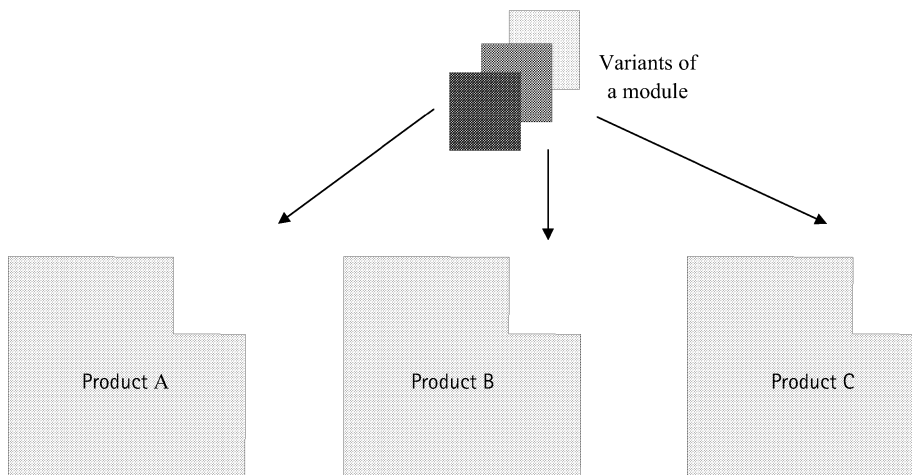 Variants of
a module
Product A
Product B
Product C